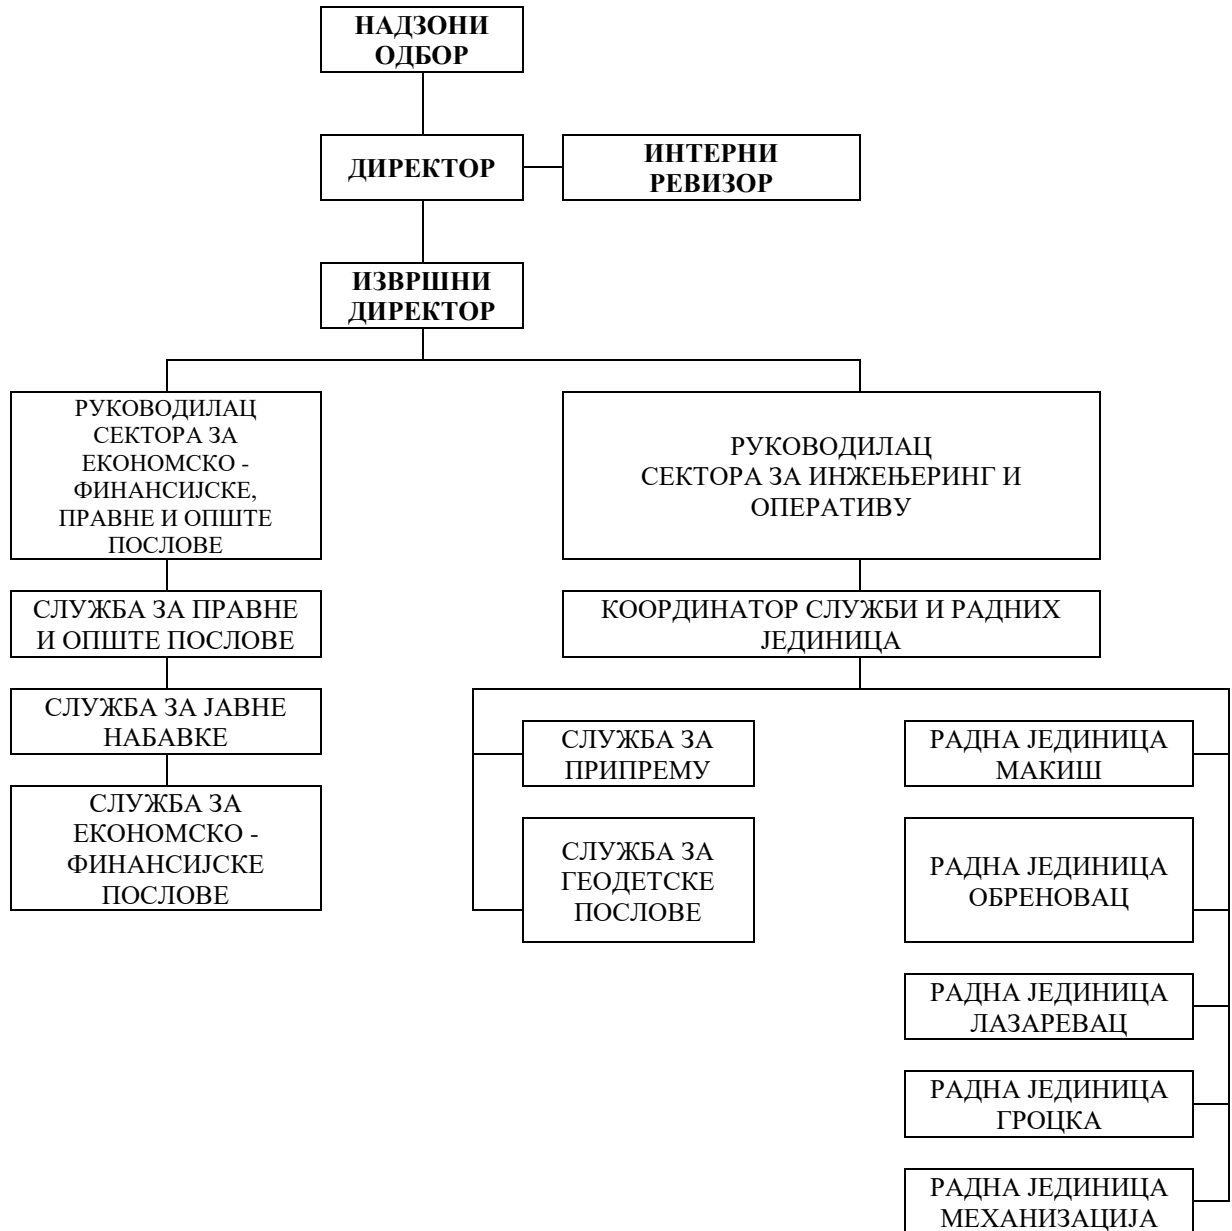 НАДЗОНИ
ОДБОР
ДИРЕКТОР
ИНТЕРНИ
РЕВИЗОР
ИЗВРШНИ
ДИРЕКТОР
РУКОВОДИЛАЦ
СЕКТОРА ЗА
ЕКОНОМСКО -
ФИНАНСИЈСКЕ,
ПРАВНЕ И ОПШТЕ
ПОСЛОВЕ
РУКОВОДИЛАЦ
СЕКТОРА ЗА ИНЖЕЊЕРИНГ И
ОПЕРАТИВУ
СЛУЖБА ЗА ПРАВНЕ
И ОПШТЕ ПОСЛОВЕ
КООРДИНАТОР СЛУЖБИ И РАДНИХ
ЈЕДИНИЦА
СЛУЖБА ЗА ЈАВНЕ
НАБАВКЕ
СЛУЖБА ЗА
ПРИПРЕМУ
РАДНА ЈЕДИНИЦА
МАКИШ
СЛУЖБА ЗА
ЕКОНОМСКО -
ФИНАНСИЈСКЕ
ПОСЛОВЕ
СЛУЖБА ЗА
ГЕОДЕТСКЕ
ПОСЛОВЕ
РАДНА ЈЕДИНИЦА
ОБРЕНОВАЦ
РАДНА ЈЕДИНИЦА
ЛАЗАРЕВАЦ
РАДНА ЈЕДИНИЦА
ГРОЦКА
РАДНА ЈЕДИНИЦА
МЕХАНИЗАЦИЈА